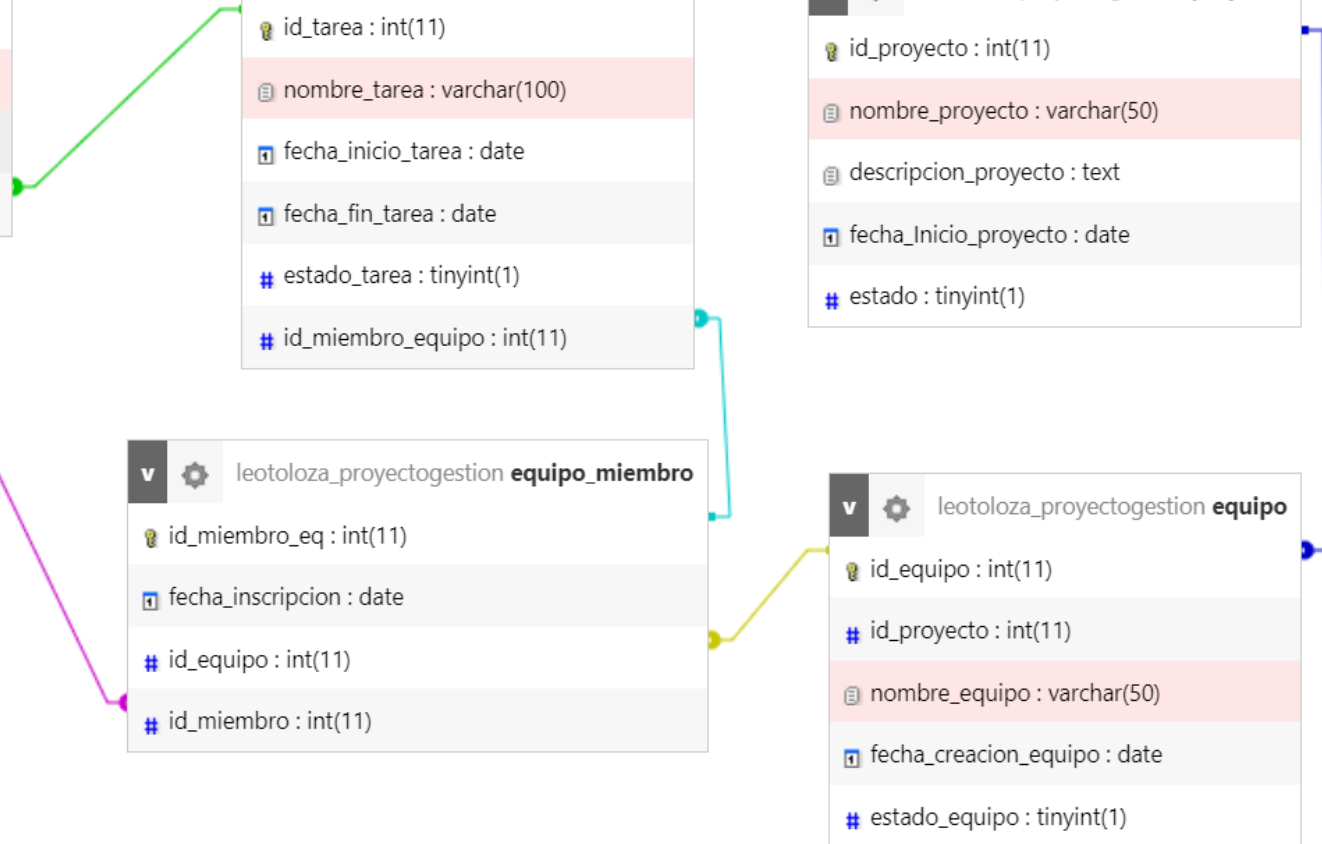 id_tarea : int(11)
nombre_tarea : varchar(100)
fecha_inicio_tarea : date
fecha_fin_tarea : date
estado_tarea : tinyint(1)
id_miembro_equipo : int(11)
id_proyecto : int(11)
nombre_proyecto : varchar(50)
descripcion_proyecto : text
fecha_Inicio_proyecto : date
estado : tinyint(1)
v leotoloza_proyectogestion equipo_miembro
id_miembro_eq : int(11)
fecha_inscripcion : date
id_equipo : int(11)
id_miembro : int(11)
v leotoloza_proyectogestion equipo
id_equipo : int(11)
id_proyecto : int(11)
nombre_equipo : varchar(50)
fecha_creacion_equipo : date
estado_equipo : tinyint(1)